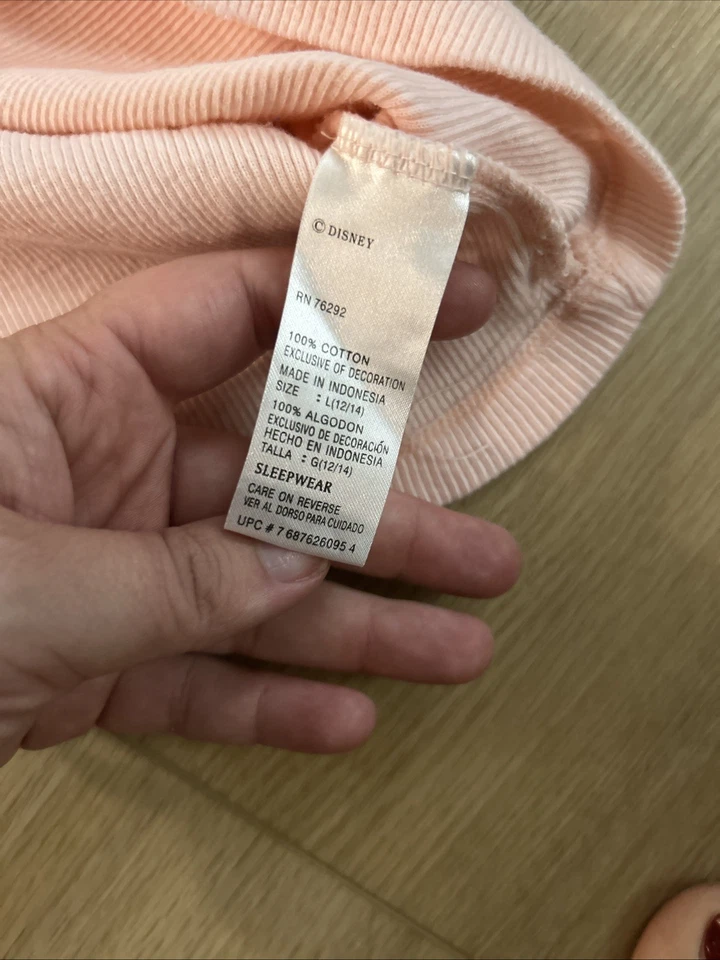 © DISNEY
RN 76292
100% COTTON
EXCLUSIVE OF DECORATION
MADE IN INDONESIA
SIZE : L(12/14)
100% ALGODON
EXCLUSIVO DE DECORACIÓN
HECHO EN INDONESIA
TALLA : G(12/14)
SLEEPWEAR
CARE ON REVERSE
VER AL DORSO PARA CUIDADO
UPC # 7 687626095 4